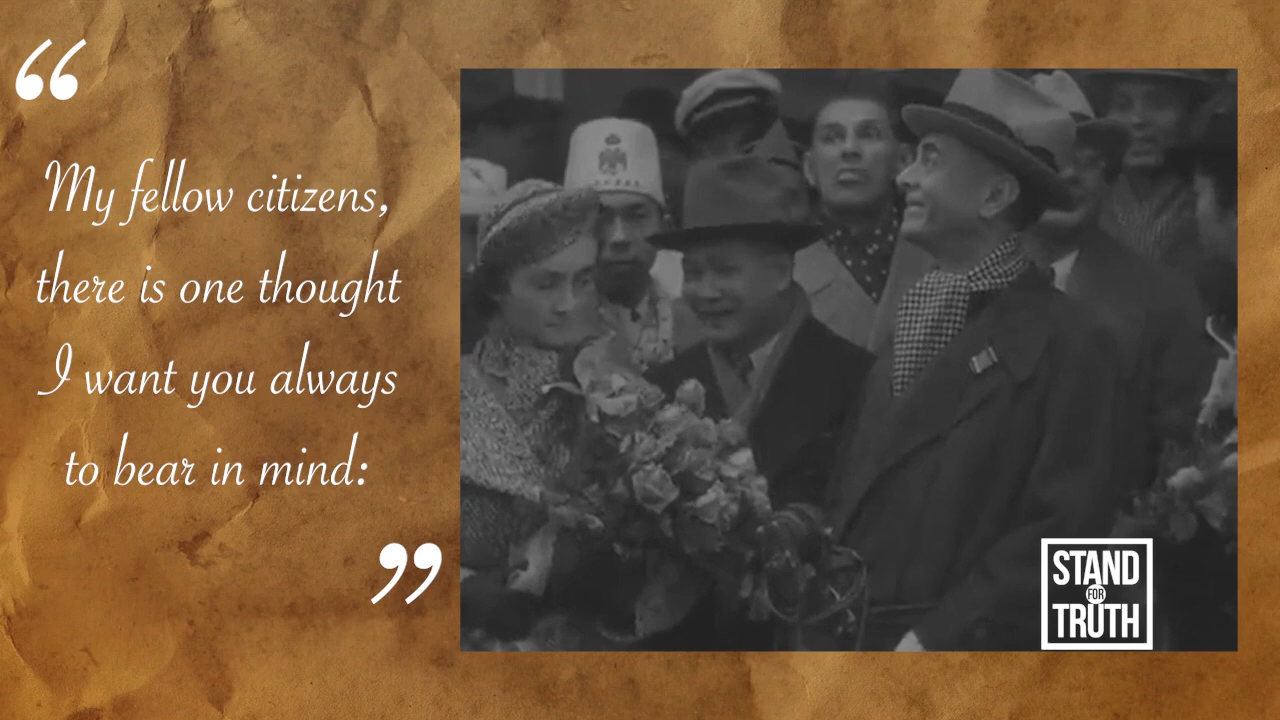 “
My fellow citizens,
there is one thought
I want you always
to bear in mind:
”
STAND
FOR
TRUTH